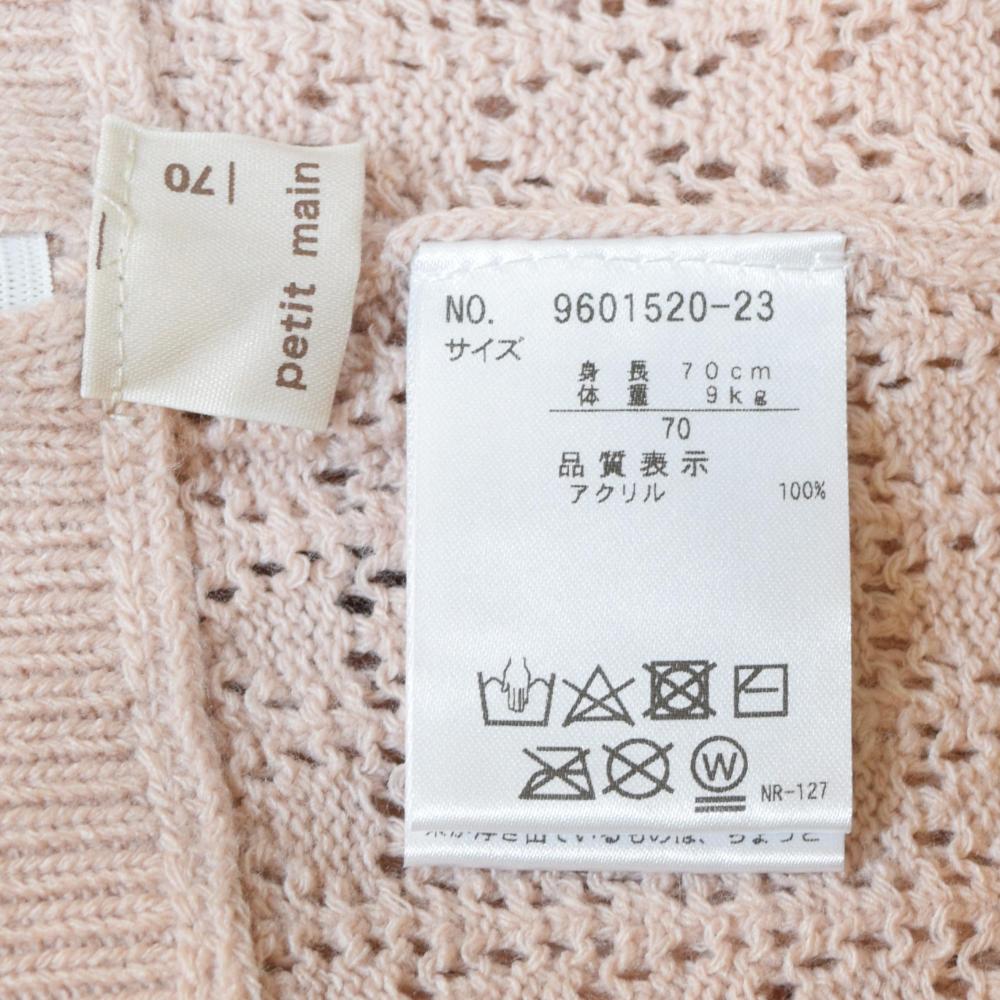 70
petit main
NO. 9601520-23
サイズ
身長 70cm
体重 9kg
70
品質表示
アクリル 100%
W
NR-127